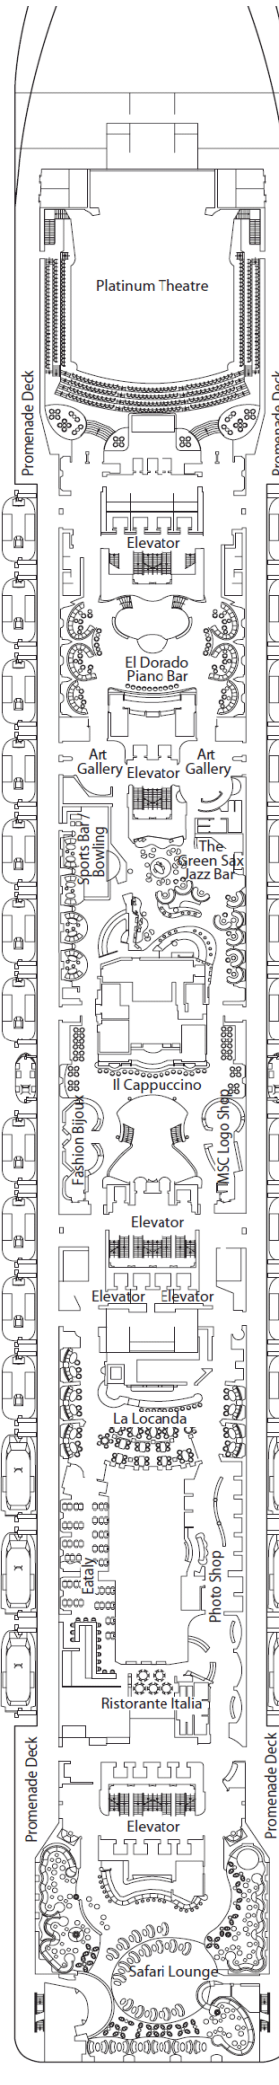 Platinum Theatre
Promenade Deck
Promenade Deck
Elevator
El Dorado
Piano Bar
Art
Gallery
Elevator
Art
Gallery
Sports Bar /
Bowling
The
Green Sax
Jazz Bar
Il Cappuccino
Fashion Bijoux
MSC Logo Shop
Elevator
Elevator
Elevator
La Locanda
Eataly
Photo Shop
Ristorante Italia
Promenade Deck
Promenade Deck
Elevator
Safari Lounge